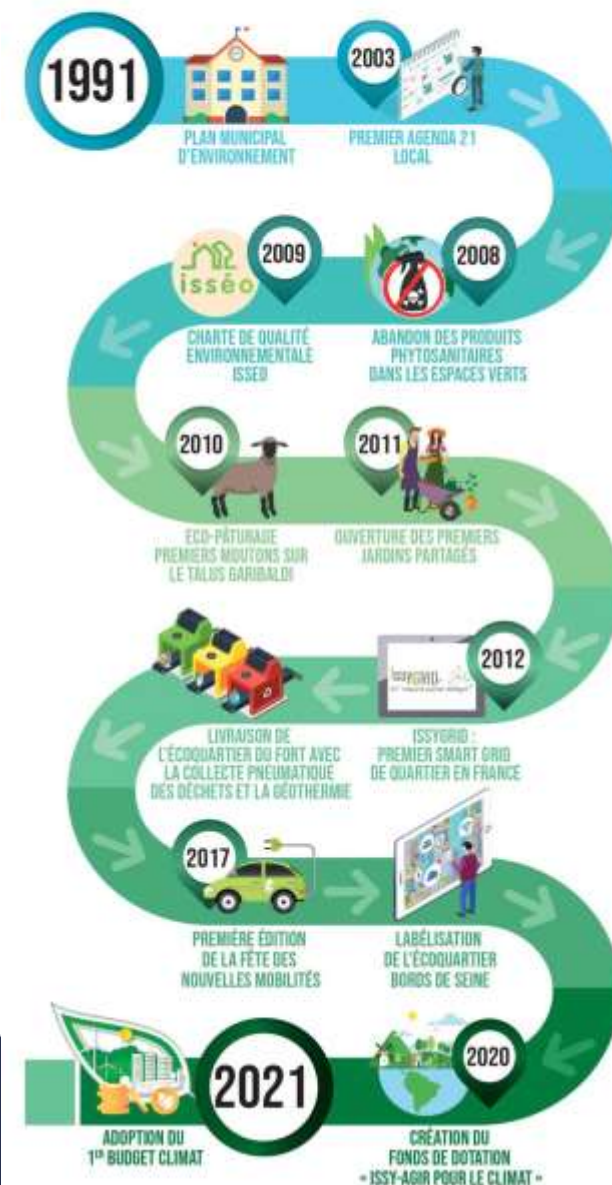 1991
PLAN MUNICIPAL
D'ENVIRONNEMENT
2003
PREMIER AGENDA 21
LOCAL
2008
ABANDON DES PRODUITS
PHYTOSANITAIRES
DANS LES ESPACES VERTS
2009
isséo
CHARTE DE QUALITÉ
ENVIRONNEMENTALE
ISSEO
2010
ECO-PÂTURAGE
PREMIERS MOUTONS SUR
LE TALUS GARIBALDI
2011
OUVERTURE DES PREMIERS
JARDINS PARTAGÉS
2012
IssyGRID
ISSYGRID :
PREMIER SMART GRID
DE QUARTIER EN FRANCE
LIVRAISON DE
L'ÉCOQUARTIER DU FORT AVEC
LA COLLECTE PNEUMATIQUE
DES DÉCHETS ET LA GÉOTHERMIE
2017
PREMIÈRE ÉDITION
DE LA FÊTE DES
NOUVELLES MOBILITÉS
LABÉLISATION
DE L'ÉCOQUARTIER
BORDS DE SEINE
2020
CRÉATION DU
FONDS DE DOTATION
« ISSY-AGIR POUR LE CLIMAT »
2021
ADOPTION DU
1ER BUDGET CLIMAT